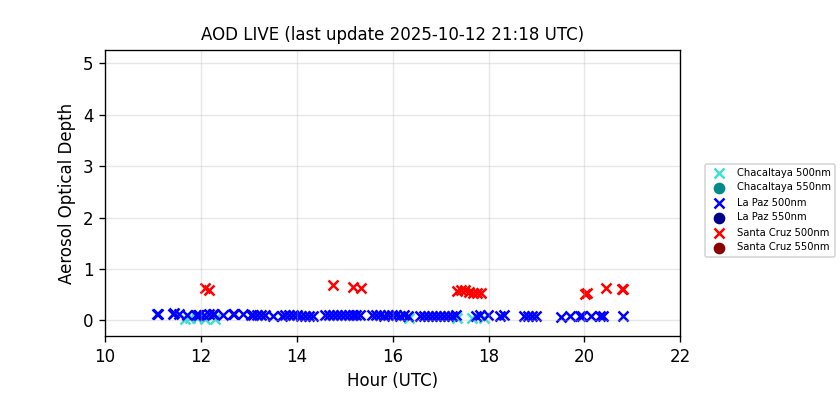 AOD LIVE (last update 2025-10-12 21:18 UTC)
Aerosol Optical Depth
5
4
3
2
1
0
10 12 14 16 18 20 22
Hour (UTC)
Chacaltaya 500nm
Chacaltaya 550nm
La Paz 500nm
La Paz 550nm
Santa Cruz 500nm
Santa Cruz 550nm